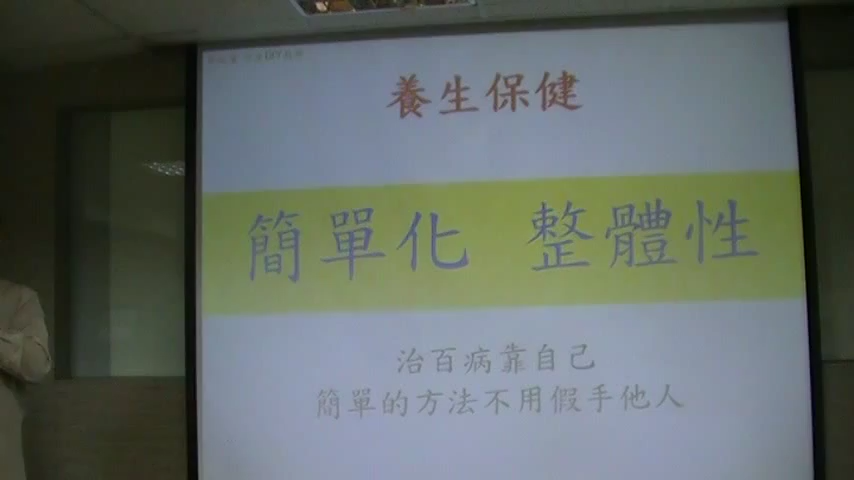 養生保健
簡單化 整體性
治百病靠自己
簡單的方法不用假手他人